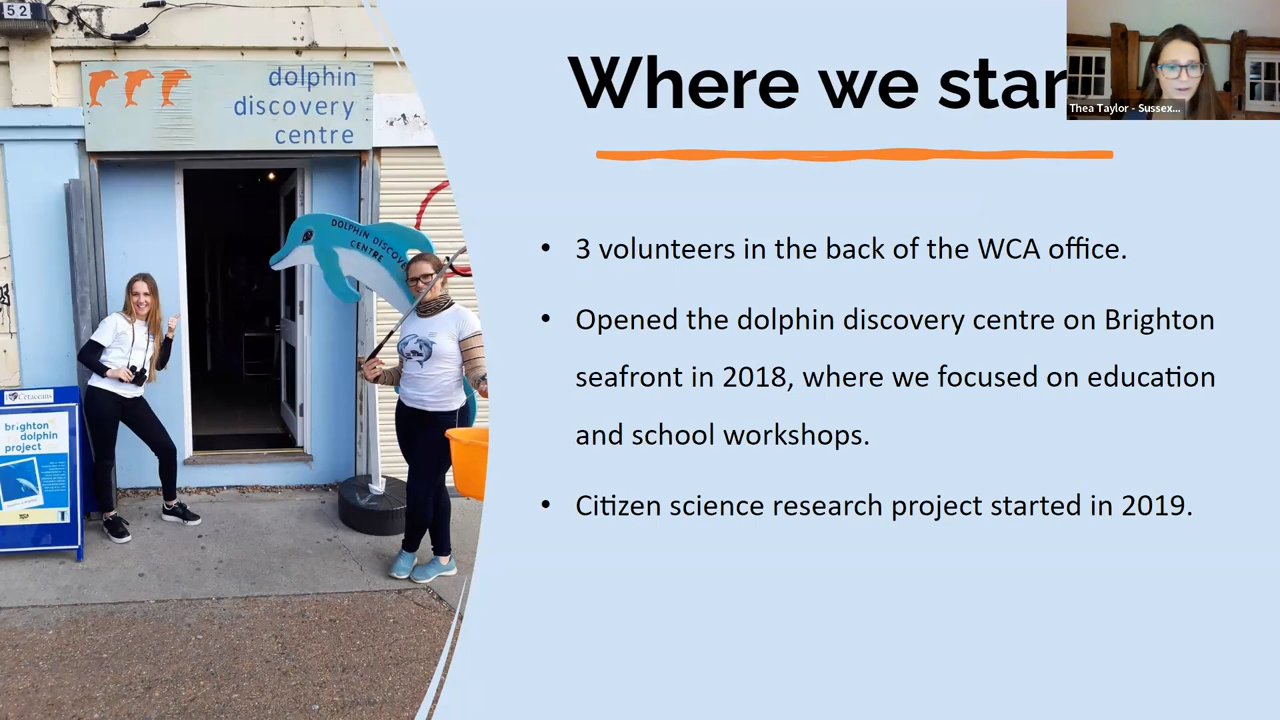 52
dolphin
discovery
centre
DOLPHIN DISCOVE
CENTRE
Cetaceans
brighton
dolphin
project
Where we star
Thea Taylor - Sussex...
• 3 volunteers in the back of the WCA office.
• Opened the dolphin discovery centre on Brighton
seafront in 2018, where we focused on education
and school workshops.
• Citizen science research project started in 2019.